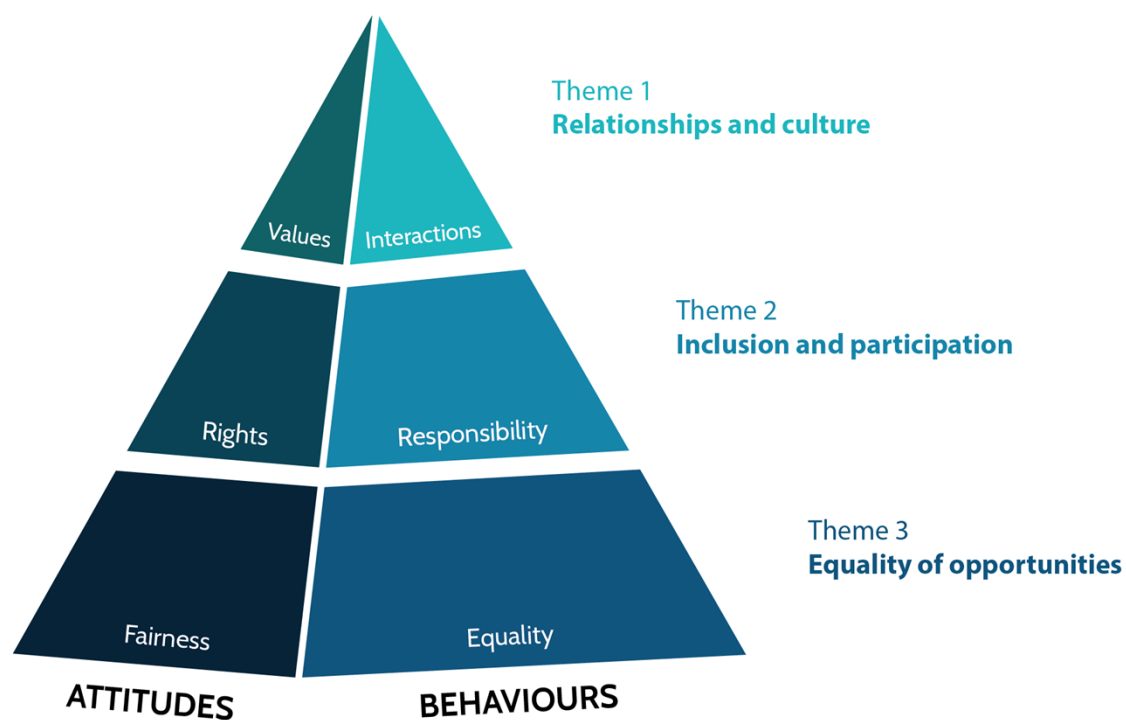 Theme 1
Relationships and culture
Values
Interactions
Theme 2
Inclusion and participation
Rights
Responsibility
Theme 3
Equality of opportunities
Fairness
Equality
ATTITUDES
BEHAVIOURS